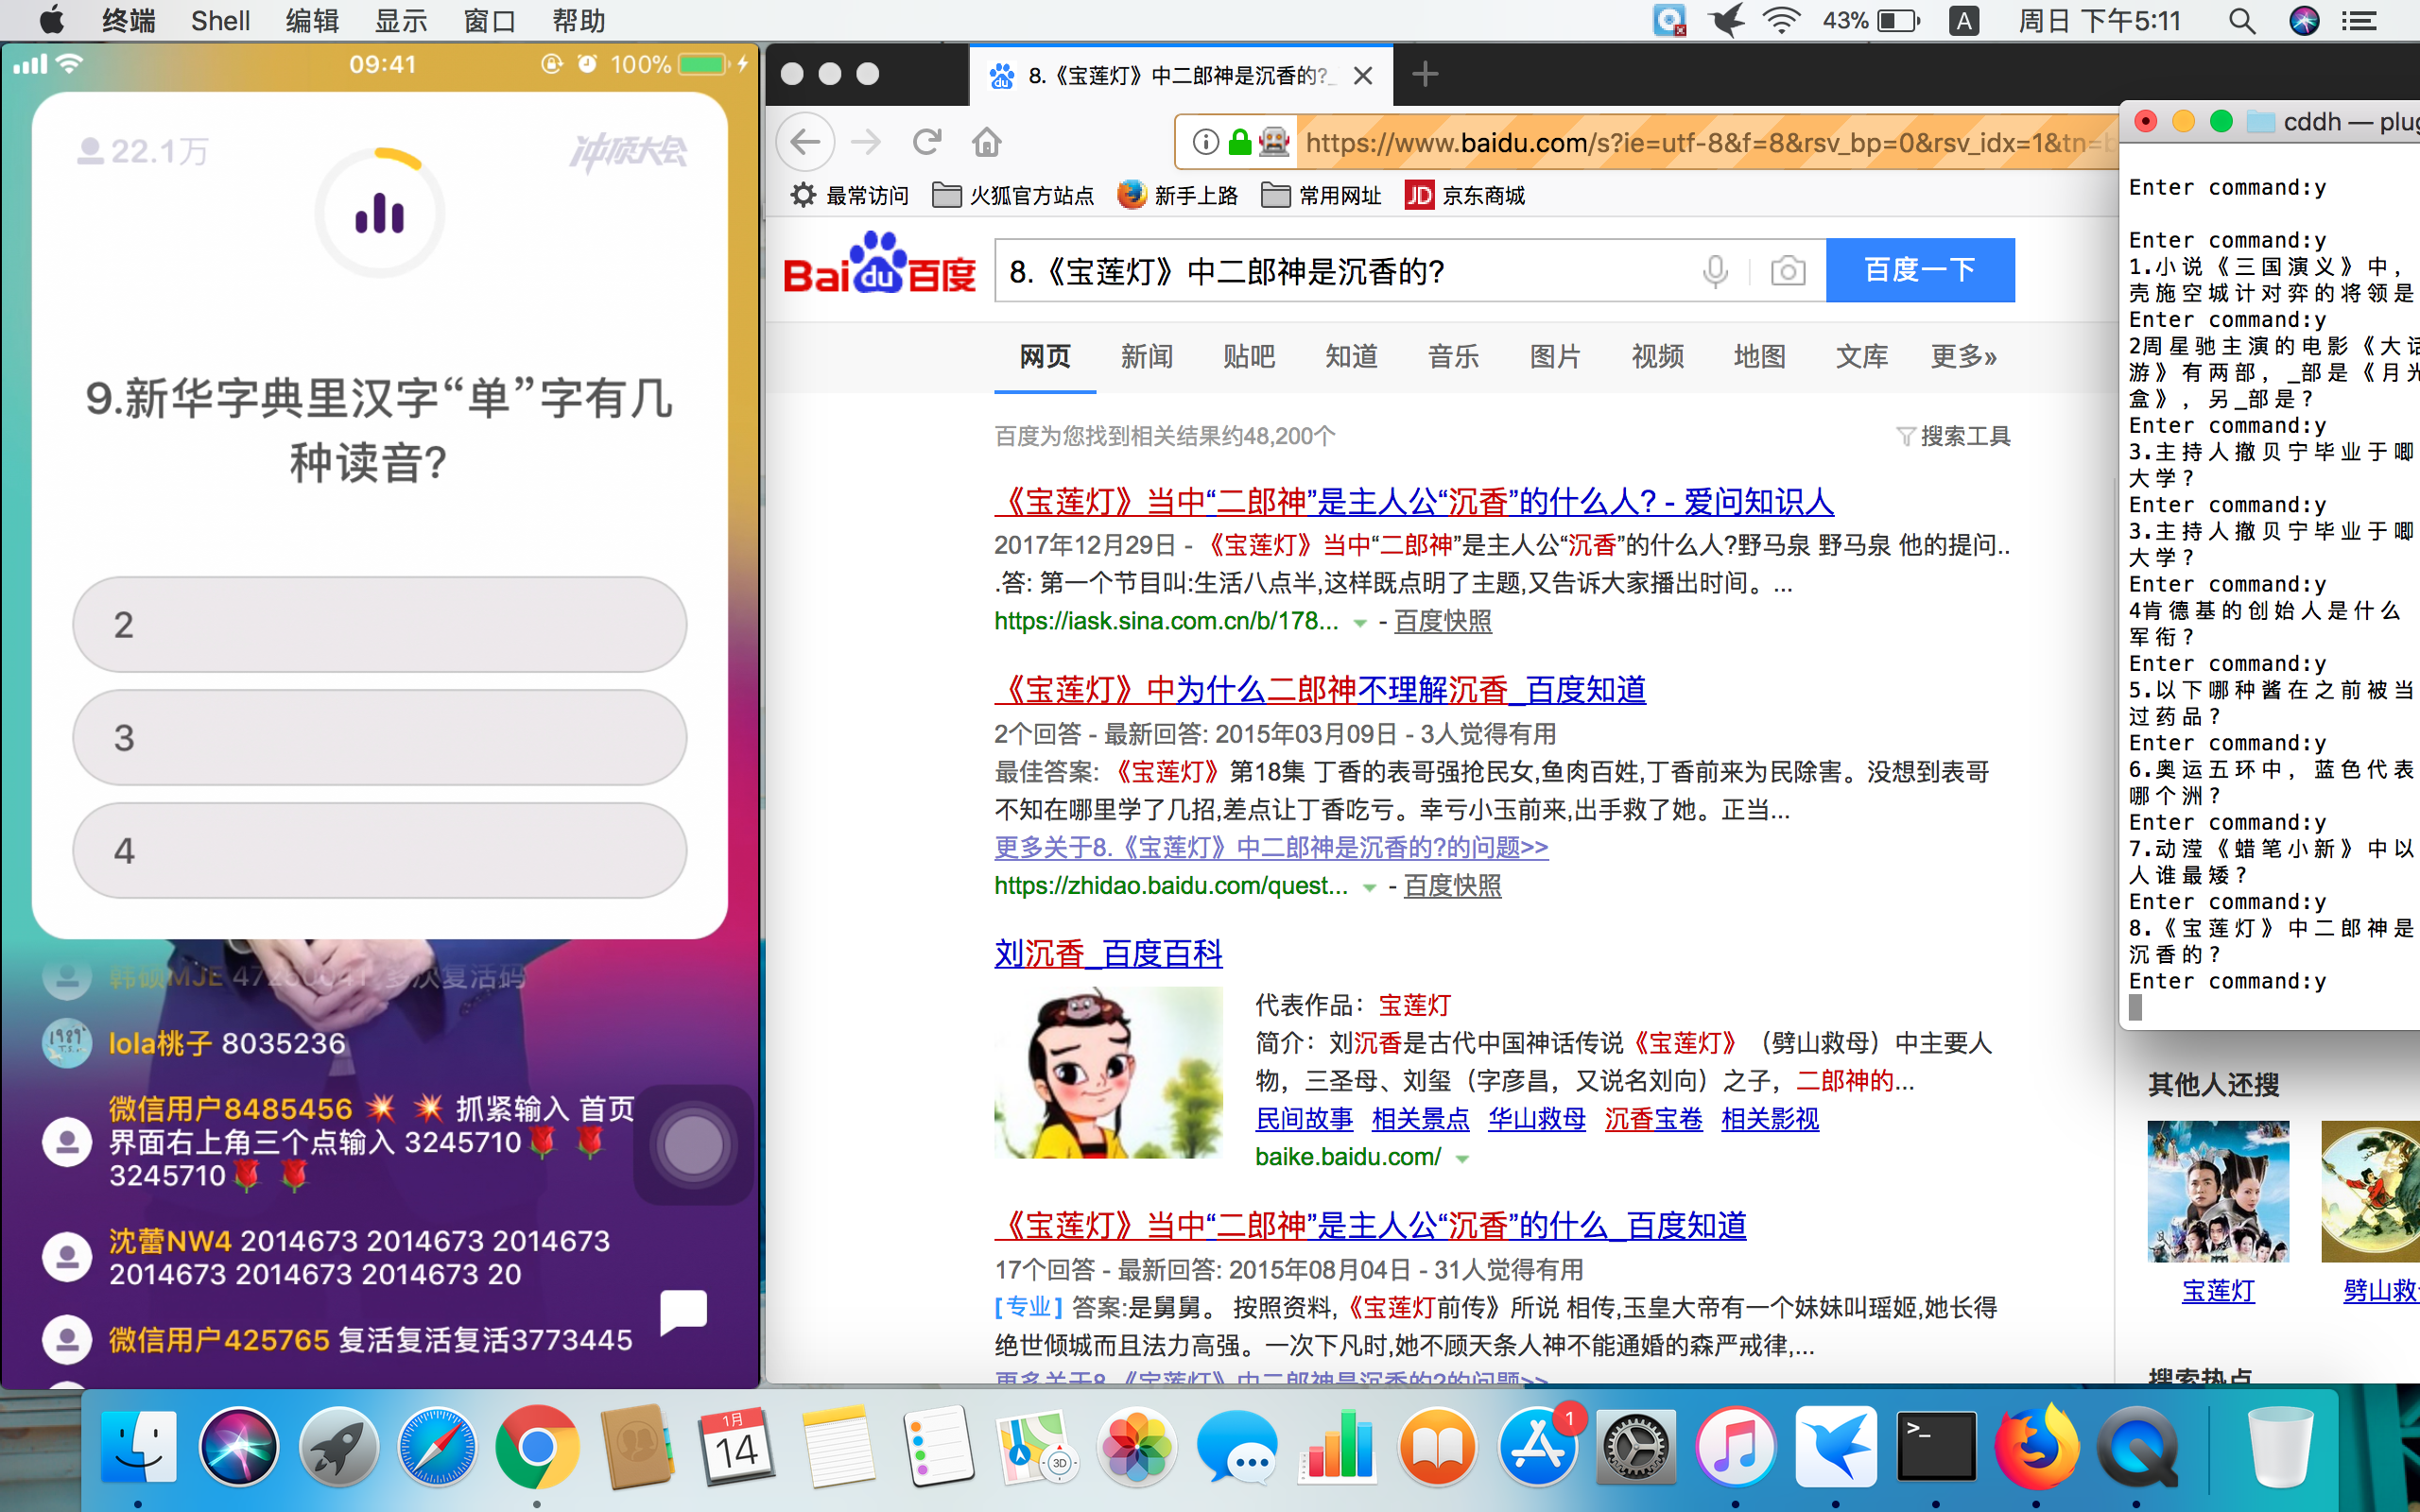 终端 Shell 编辑 显示 窗口 帮助
43% A 周日 下午5:11
09:41 100%
22.1万 冲顶大会
9.新华字典里汉字“单”字有几
种读音?
2
3
4
lola桃子 8035236
微信用户8485456 抓紧输入 首页
界面右上角三个点输入 3245710
3245710
沈蕾NW4 2014673 2014673 2014673
2014673 2014673 2014673 20
微信用户425765 复活复活复活3773445
8.《宝莲灯》中二郎神是沉香的?_
https://www.baidu.com/s?ie=utf-8&f=8&rsv_bp=0&rsv_idx=1&tn=b
最常访问 火狐官方站点 新手上路 常用网址 JD 京东商城
Bai du 百度 8.《宝莲灯》中二郎神是沉香的? 百度一下
网页 新闻 贴吧 知道 音乐 图片 视频 地图 文库 更多»
百度为您找到相关结果约48,200个 搜索工具
《宝莲灯》当中“二郎神”是主人公“沉香”的什么人? - 爱问知识人
2017年12月29日 - 《宝莲灯》当中“二郎神”是主人公“沉香”的什么人?野马泉 野马泉 他的提问..
.答: 第一个节目叫:生活八点半,这样既点明了主题,又告诉大家播出时间。...
https://iask.sina.com.cn/b/178... - 百度快照
《宝莲灯》中为什么二郎神不理解沉香_百度知道
2个回答 - 最新回答: 2015年03月09日 - 3人觉得有用
最佳答案: 《宝莲灯》第18集 丁香的表哥强抢民女,鱼肉百姓,丁香前来为民除害。没想到表哥
不知在哪里学了几招,差点让丁香吃亏。幸亏小玉前来,出手救了她。正当...
更多关于8.《宝莲灯》中二郎神是沉香的?的问题>>
https://zhidao.baidu.com/quest... - 百度快照
刘沉香_百度百科
代表作品：宝莲灯
简介：刘沉香是古代中国神话传说《宝莲灯》（劈山救母）中主要人
物，三圣母、刘玺（字彦昌，又说名刘向）之子，二郎神的...
民间故事 相关景点 华山救母 沉香宝卷 相关影视
baike.baidu.com/
《宝莲灯》当中“二郎神”是主人公“沉香”的什么_百度知道
17个回答 - 最新回答: 2015年08月04日 - 31人觉得有用
[专业] 答案:是舅舅。 按照资料,《宝莲灯前传》所说 相传,玉皇大帝有一个妹妹叫瑶姬,她长得
绝世倾城而且法力高强。一次下凡时,她不顾天条人神不能通婚的森严戒律,...
更多关于8.《宝莲灯》中二郎神是沉香的?的问题>>
cddh — plug
Enter command:y
Enter command:y
1.小说《三国演义》中，
壳施空城计对弈的将领是
Enter command:y
2周星驰主演的电影《大话
游》有两部，_部是《月光
盒》，另_部是？
Enter command:y
3.主持人撤贝宁毕业于唧
大学？
Enter command:y
3.主持人撤贝宁毕业于唧
大学？
Enter command:y
4肯德基的创始人是什么
军衔？
Enter command:y
5.以下哪种酱在之前被当
过药品？
Enter command:y
6.奥运五环中，蓝色代表
哪个洲？
Enter command:y
7.动滢《蜡笔小新》中以
人谁最矮？
Enter command:y
8.《宝莲灯》中二郎神是
沉香的？
Enter command:y
其他人还搜
宝莲灯 劈山救
搜索热点
1月
14
3D
1